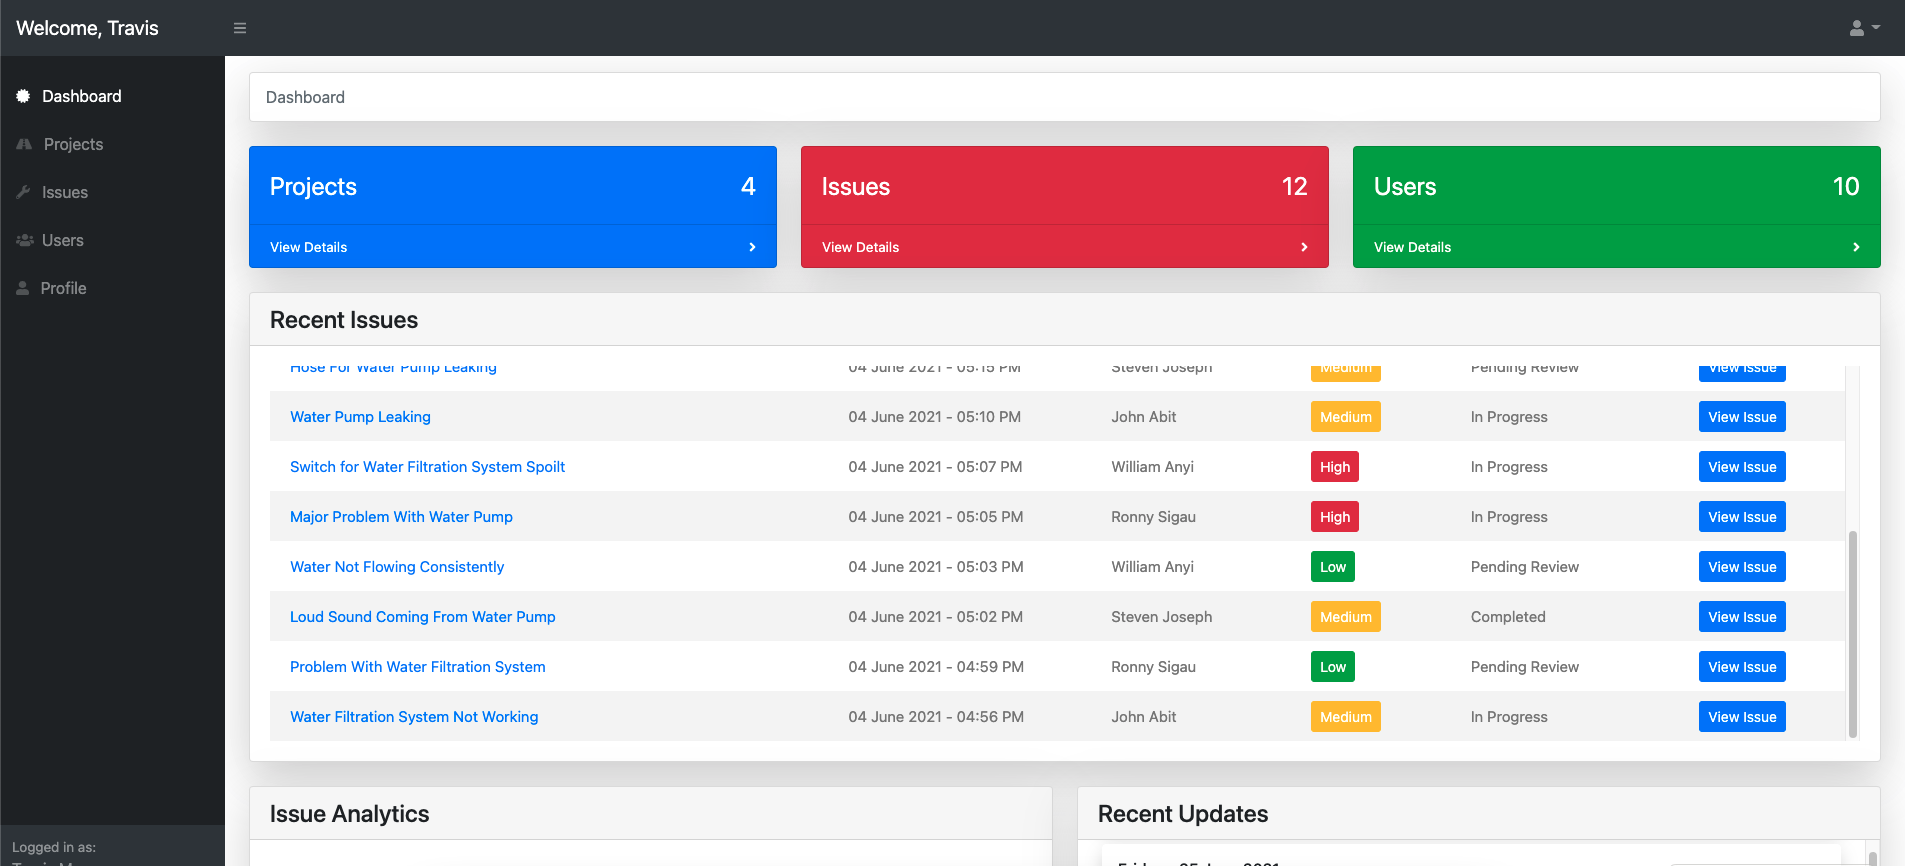 Welcome, Travis
Dashboard
Projects
Issues
Users
Profile
Logged in as:
Dashboard
Projects 4
View Details
Issues 12
View Details
Users 10
View Details
Recent Issues
Hose For Water Pump Leaking 04 June 2021 - 05:15 PM Steven Joseph Medium Pending Review View Issue
Water Pump Leaking 04 June 2021 - 05:10 PM John Abit Medium In Progress View Issue
Switch for Water Filtration System Spoilt 04 June 2021 - 05:07 PM William Anyi High In Progress View Issue
Major Problem With Water Pump 04 June 2021 - 05:05 PM Ronny Sigau High In Progress View Issue
Water Not Flowing Consistently 04 June 2021 - 05:03 PM William Anyi Low Pending Review View Issue
Loud Sound Coming From Water Pump 04 June 2021 - 05:02 PM Steven Joseph Medium Completed View Issue
Problem With Water Filtration System 04 June 2021 - 04:59 PM Ronny Sigau Low Pending Review View Issue
Water Filtration System Not Working 04 June 2021 - 04:56 PM John Abit Medium In Progress View Issue
Issue Analytics
Recent Updates